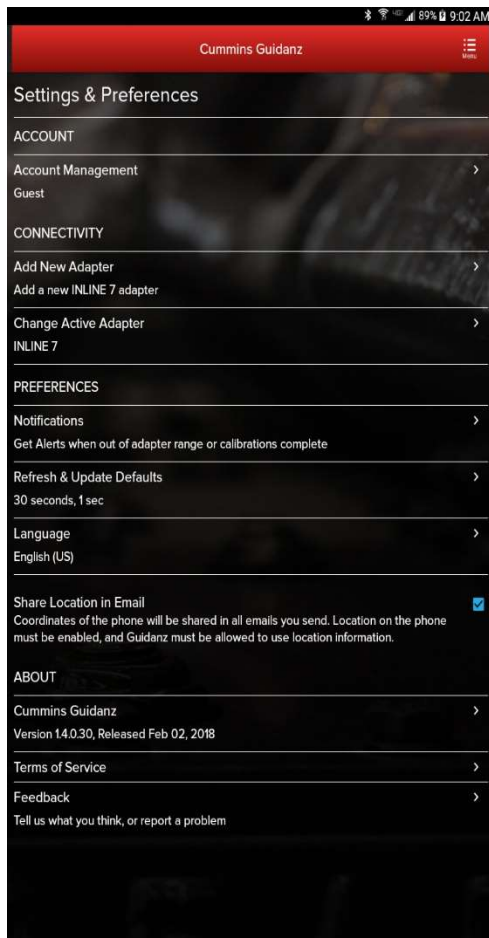 89% 9:02 AM
Cummins Guidanz
Menu
Settings & Preferences
ACCOUNT
Account Management
Guest
CONNECTIVITY
Add New Adapter
Add a new INLINE 7 adapter
Change Active Adapter
INLINE 7
PREFERENCES
Notifications
Get Alerts when out of adapter range or calibrations complete
Refresh & Update Defaults
30 seconds, 1 sec
Language
English (US)
Share Location in Email
Coordinates of the phone will be shared in all emails you send. Location on the phone
must be enabled, and Guidanz must be allowed to use location information.
ABOUT
Cummins Guidanz
Version 1.4.0.30, Released Feb 02, 2018
Terms of Service
Feedback
Tell us what you think, or report a problem